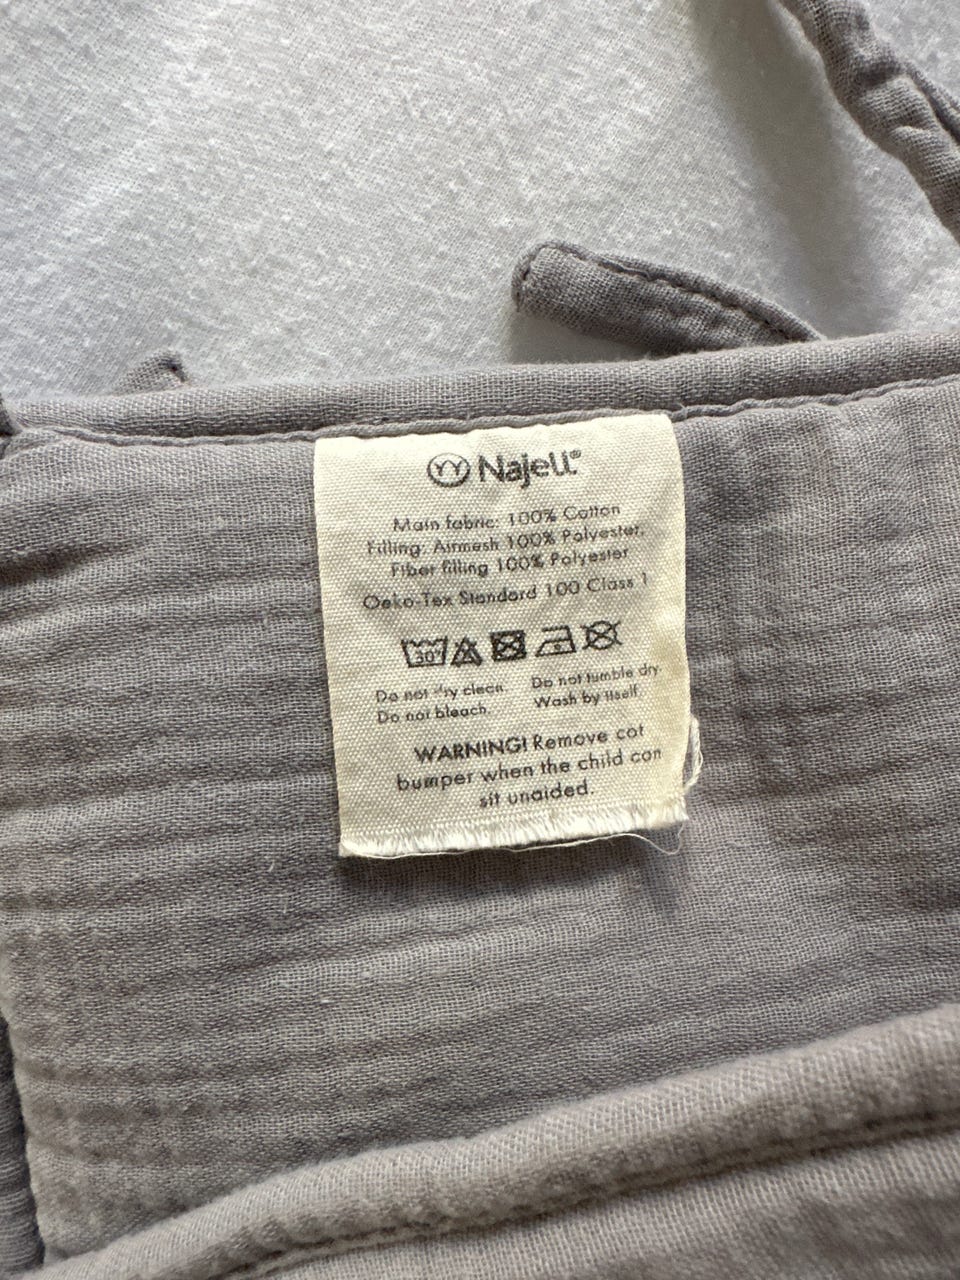 Najell®
Main fabric: 100% Cotton
Filling: Airmesh 100% Polyester,
Fiber filling 100% Polyester
Oeko-Tex Standard 100 Class 1
30°
Do not dry clean. Do not tumble dry.
Do not bleach. Wash by itself.
WARNING! Remove cot
bumper when the child can
sit unaided.